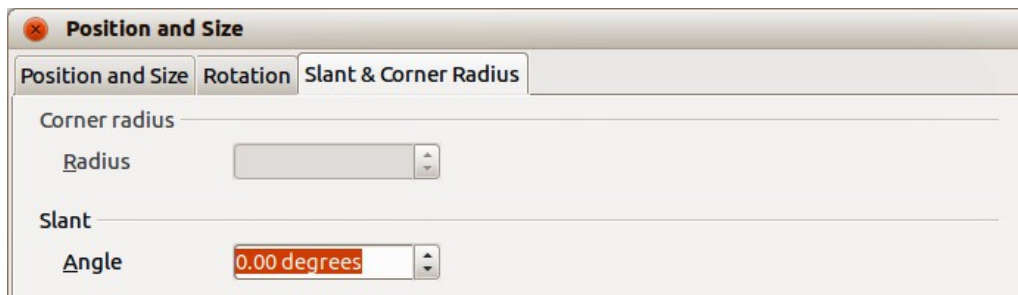 Position and Size
Position and Size Rotation Slant & Corner Radius
Corner radius
Radius
Slant
Angle 0.00 degrees